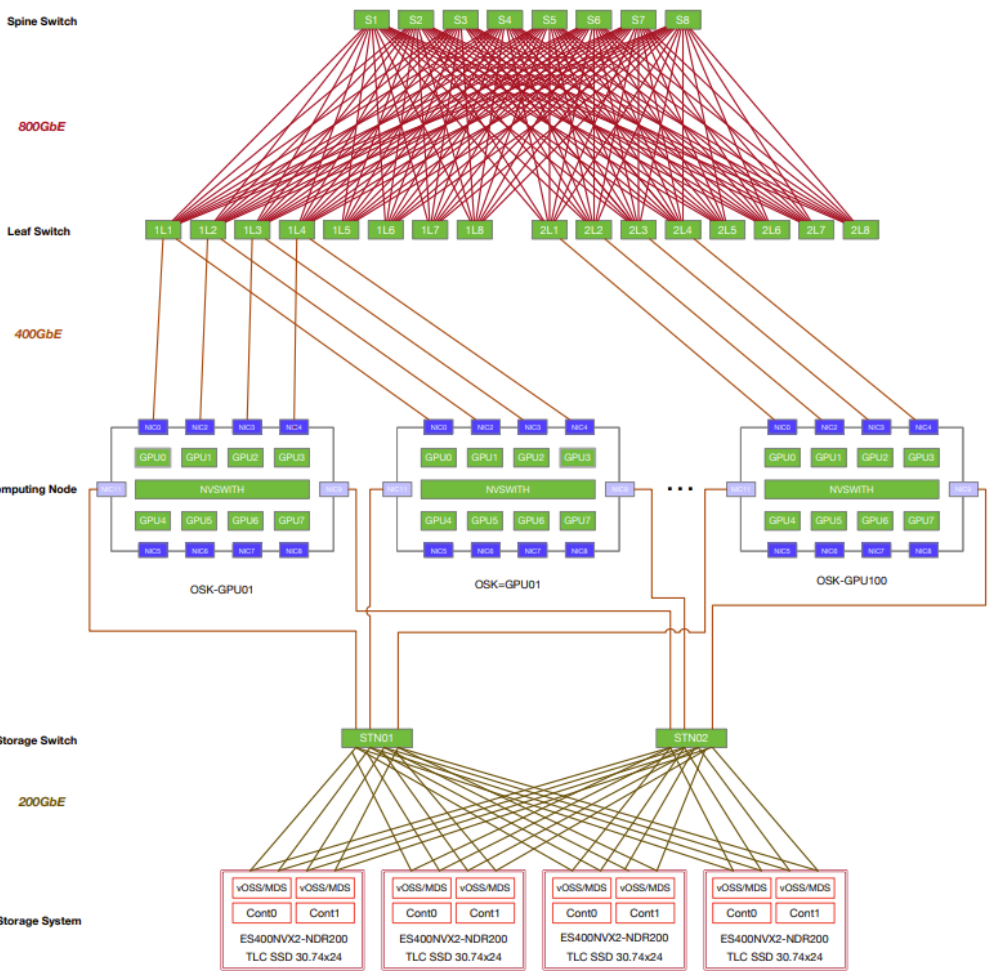 Spine Switch
S1 S2 S3 S4 S5 S6 S7 S8
800GbE
Leaf Switch
1L1 1L2 1L3 1L4 1L5 1L6 1L7 1L8 2L1 2L2 2L3 2L4 2L5 2L6 2L7 2L8
400GbE
NIC0 NIC2 NIC3 NC4 NIC0 NIC2 NIC3 NIC4 NIC0 NIC2 NIC3 NIC4
GPU0 GPU1 GPU2 GPU3 GPU0 GPU1 GPU2 GPU3 GPU0 GPU1 GPU2 GPU3
omputing Node NIC11 NVSWITH NIC9 NIC11 NVSWITH NIC9 ... NIC11 NVSWITH NIC9
GPU4 GPU5 GPU6 GPU7 GPU4 GPU5 GPU6 GPU7 GPU4 GPU5 GPU6 GPU7
NIC5 NIC6 NIC7 NIC8 NIC5 NIC6 NIC7 NIC8 NIC5 NIC6 NIC7 NIC8
OSK-GPU01 OSK=GPU01 OSK-GPU100
Storage Switch STN01 STN02
200GbE
vOSS/MDS vOSS/MDS vOSS/MDS vOSS/MDS vOSS/MDS vOSS/MDS vOSS/MDS vOSS/MDS
Storage System Cont0 Cont1 Cont0 Cont1 Cont0 Cont1 Cont0 Cont1
ES400NVX2-NDR200 ES400NVX2-NDR200 ES400NVX2-NDR200 ES400NVX2-NDR200
TLC SSD 30.74x24 TLC SSD 30.74x24 TLC SSD 30.74x24 TLC SSD 30.74x24